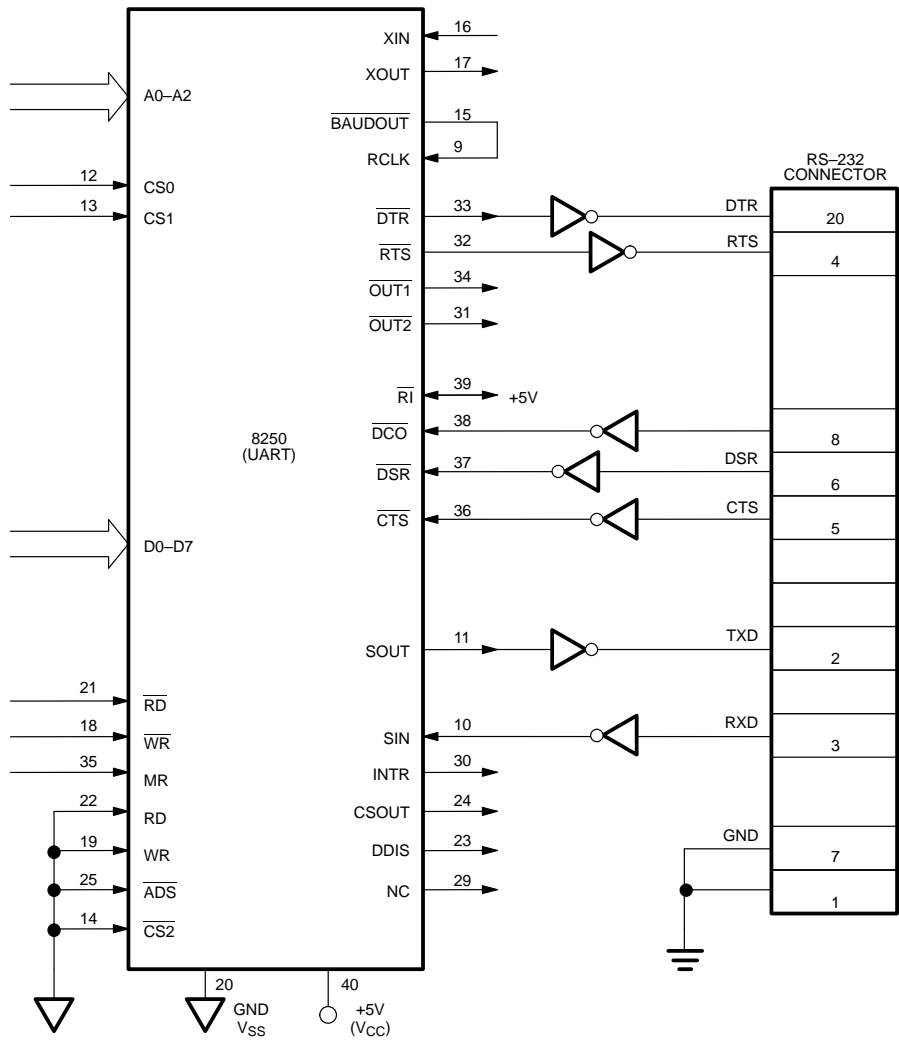 XIN 16
XOUT 17
A0–A2
BAUDOUT 15
RCLK 9
RS–232
CONNECTOR
12 CS0
13 CS1
DTR 33 DTR 20
RTS 32 RTS 4
OUT1 34
OUT2 31
RI 39 +5V
8250
(UART)
DCO 38 8
DSR 37 DSR 6
CTS 36 CTS 5
D0–D7
SOUT 11 TXD 2
21 RD
18 WR
SIN 10 RXD 3
35 MR
INTR 30
22 RD
CSOUT 24
19 WR
DDIS 23
GND 7
25 ADS
NC 29
1
14 CS2
20 40
GND +5V
VSS (VCC)